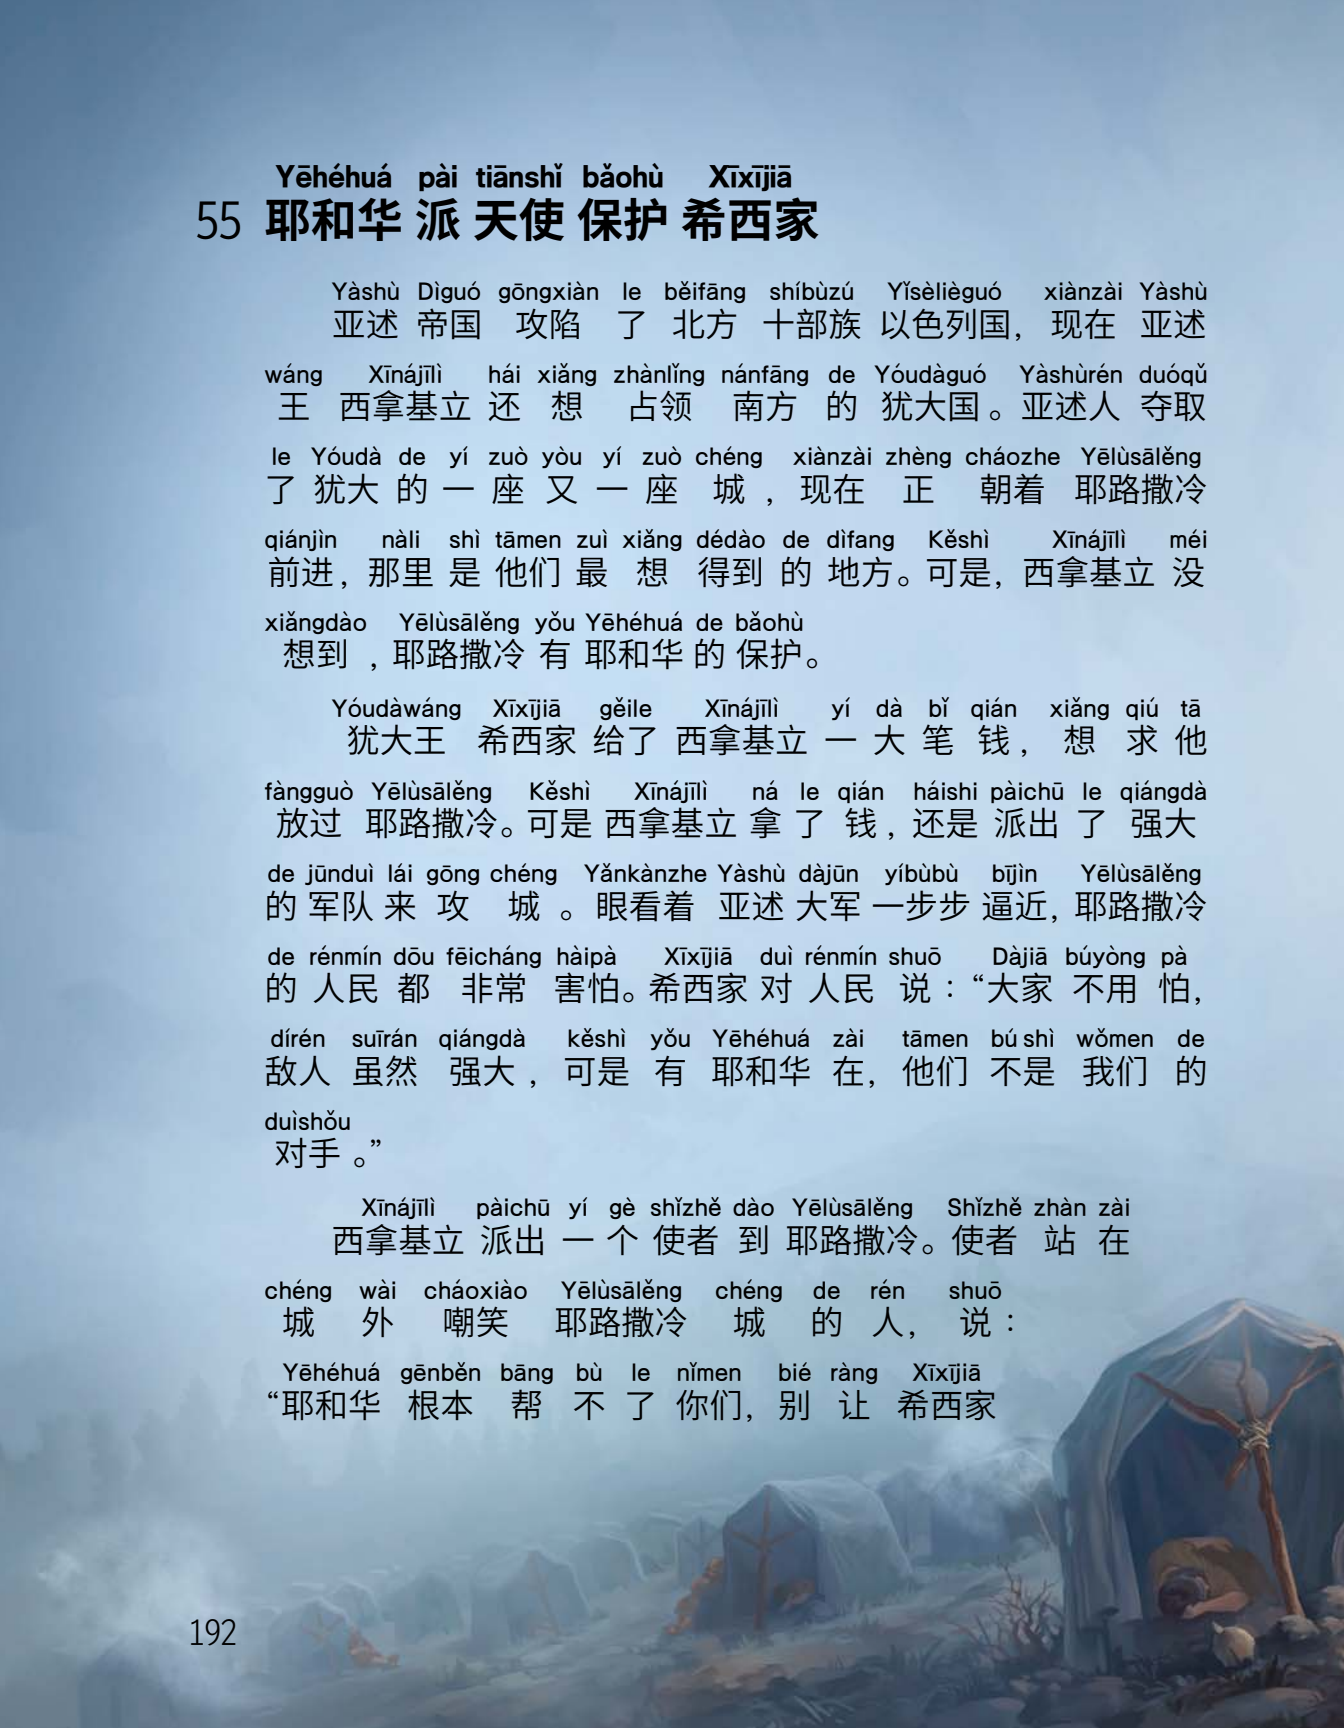 Yēhéhuá pài tiānshǐ bǎohù Xīxījiā
55 耶和华 派 天使 保护 希西家
Yàshù Dìguó gōngxiàn le běifāng shíbùzú Yǐsèlièguó xiànzài Yàshù
亚述 帝国 攻陷 了 北方 十部族 以色列国，现在 亚述
wáng Xīnájīlì hái xiǎng zhànlǐng nánfāng de Yóudàguó Yàshùrén duóqǔ
王 西拿基立 还 想 占领 南方 的 犹大国。亚述人 夺取
le Yóudà de yí zuò yòu yí zuò chéng xiànzài zhèng cháozhe Yēlùsālěng
了 犹大 的 一 座 又 一 座 城，现在 正 朝着 耶路撒冷
qiánjìn nàli shì tāmen zuì xiǎng dédào de dìfang Kěshì Xīnájīlì méi
前进，那里 是 他们 最 想 得到 的 地方。可是，西拿基立 没
xiǎngdào Yēlùsālěng yǒu Yēhéhuá de bǎohù
想到，耶路撒冷 有 耶和华 的 保护。
Yóudàwáng Xīxījiā gěile Xīnájīlì yí dà bǐ qián xiǎng qiú tā
犹大王 希西家 给了 西拿基立 一 大 笔 钱，想 求 他
fàngguò Yēlùsālěng Kěshì Xīnájīlì ná le qián háishi pàichū le qiángdà
放过 耶路撒冷。可是 西拿基立 拿 了 钱，还是 派出 了 强大
de jūnduì lái gōng chéng Yǎnkànzhe Yàshù dàjūn yíbùbù bījìn Yēlùsālěng
的 军队 来 攻 城。眼看着 亚述 大军 一步步 逼近，耶路撒冷
de rénmín dōu fēicháng hàipà Xīxījiā duì rénmín shuō Dàjiā búyòng pà
的 人民 都 非常 害怕。希西家 对 人民 说：“大家 不用 怕，
dírén suīrán qiángdà kěshì yǒu Yēhéhuá zài tāmen bú shì wǒmen de
敌人 虽然 强大，可是 有 耶和华 在，他们 不是 我们 的
duìshǒu
对手。”
Xīnájīlì pàichū yí gè shǐzhě dào Yēlùsālěng Shǐzhě zhàn zài
西拿基立 派出 一 个 使者 到 耶路撒冷。使者 站 在
chéng wài cháoxiào Yēlùsālěng chéng de rén shuō
城 外 嘲笑 耶路撒冷 城 的 人，说：
Yēhéhuá gēnběn bāng bù le nǐmen bié ràng Xīxījiā
“耶和华 根本 帮 不 了 你们，别 让 希西家
192